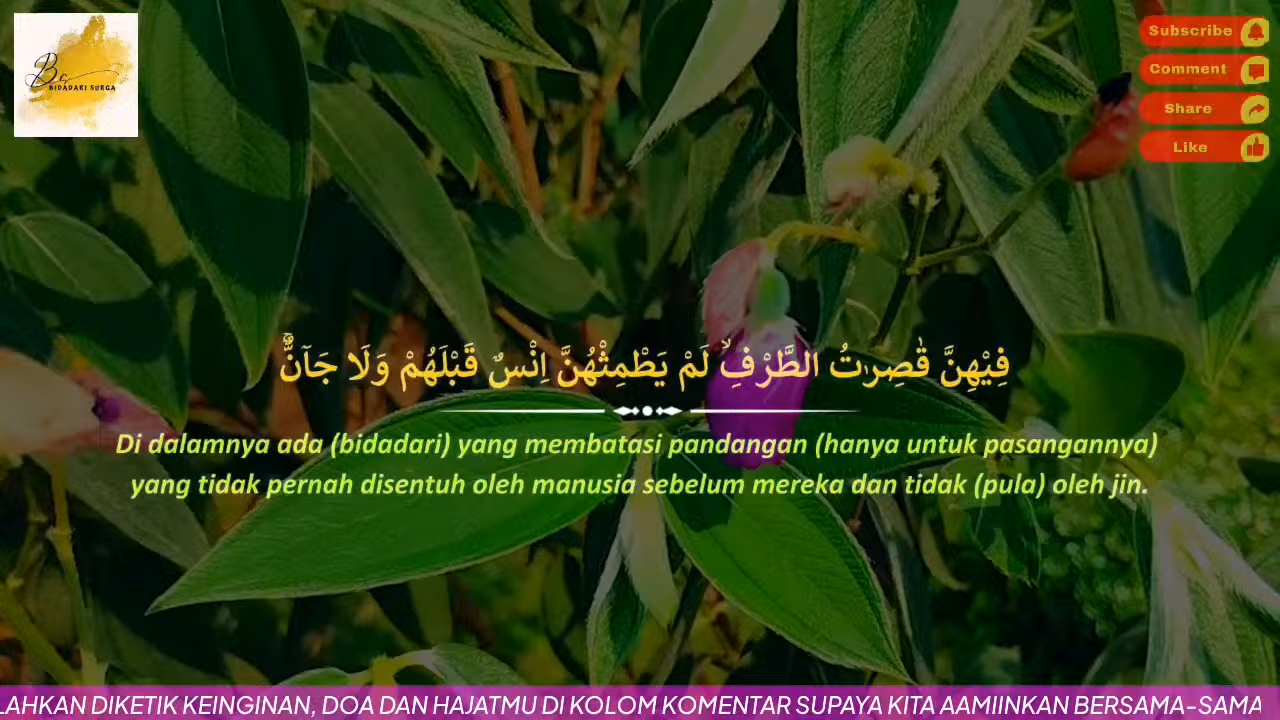 Bs
BIDADARI SURGA
Subscribe
Comment
Share
Like
فِيْهِنَّ قٰصِرٰتُ الطَّرْفِۙ لَمْ يَطْمِثْهُنَّ اِنْسٌ قَبْلَهُمْ وَلَا جَاۤنٌّۚ
Di dalamnya ada (bidadari) yang membatasi pandangan (hanya untuk pasangannya)
yang tidak pernah disentuh oleh manusia sebelum mereka dan tidak (pula) oleh jin.
LAHKAN DIKETIK KEINGINAN, DOA DAN HAJATMU DI KOLOM KOMENTAR SUPAYA KITA AAMIINKAN BERSAMA-SAMA